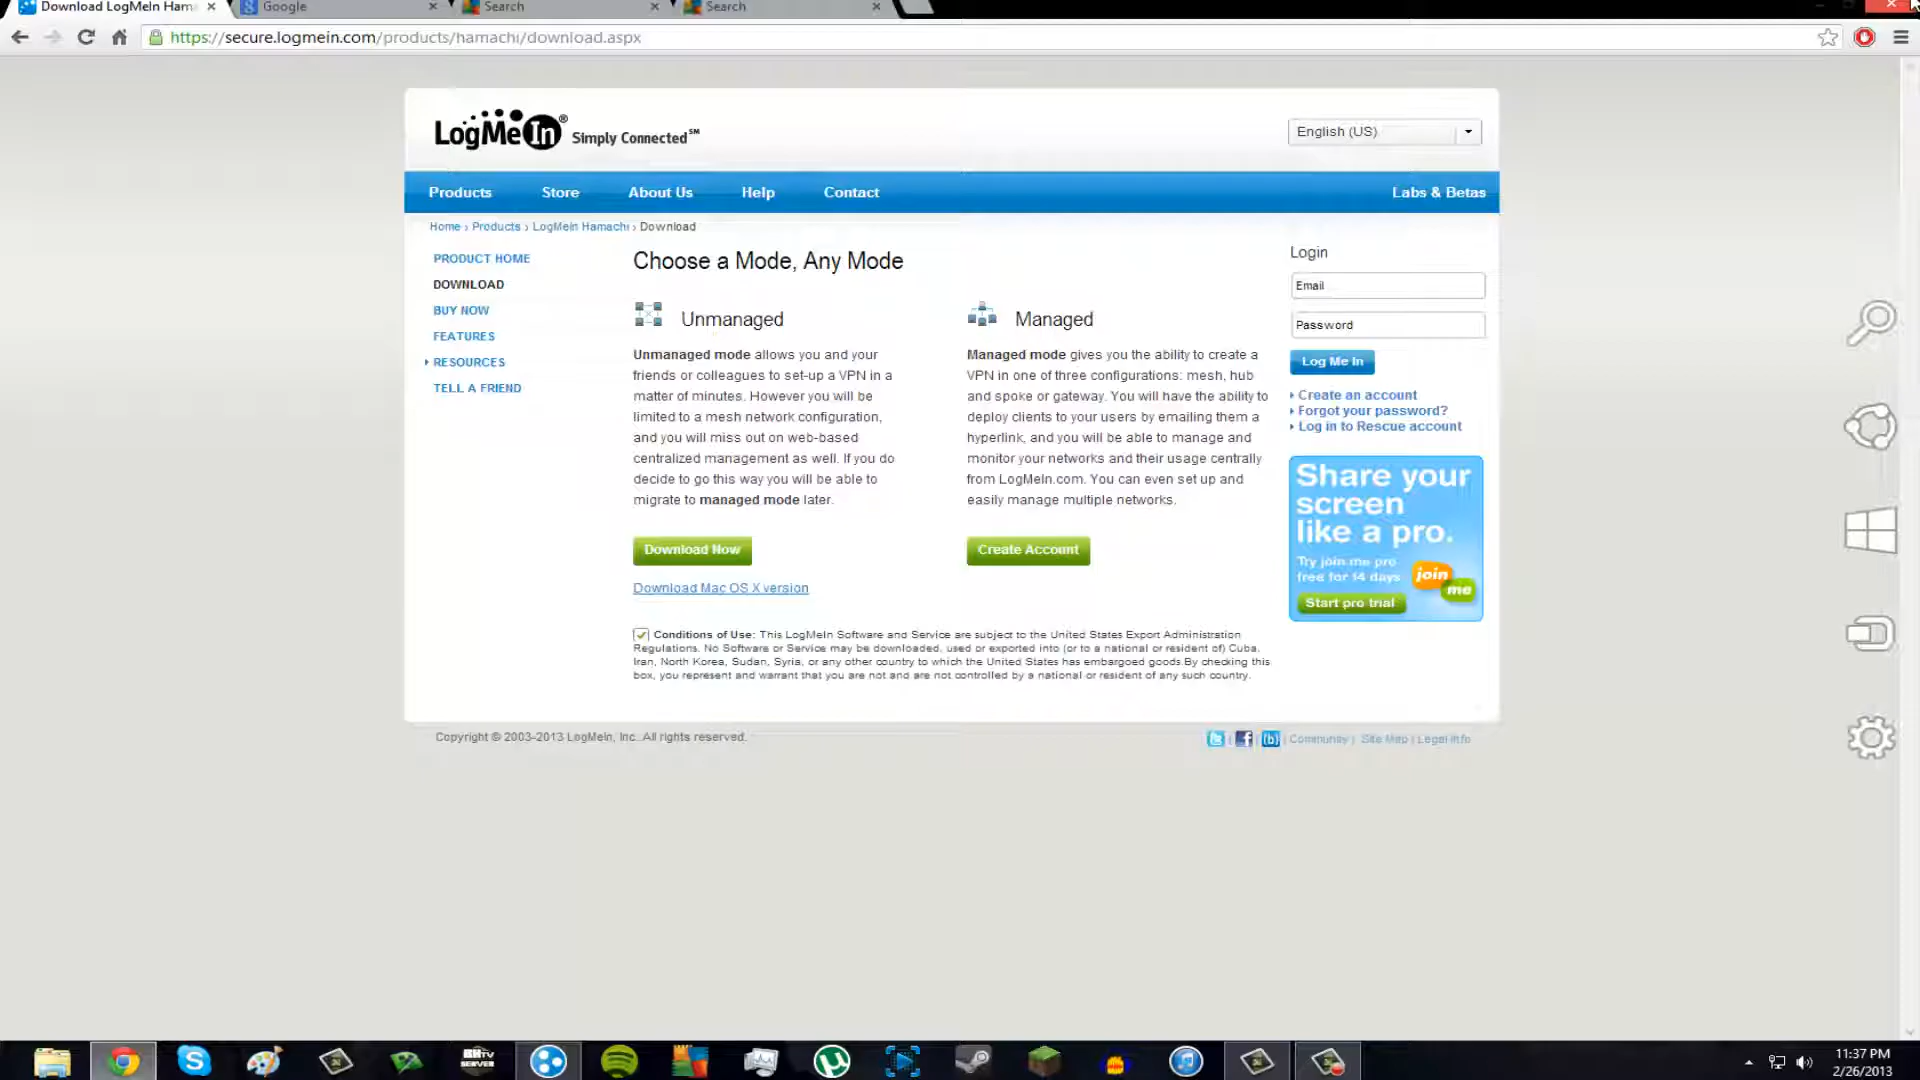 Download LogMeIn Ham
Google
Search
Search
https://secure.logmein.com/products/hamachi/download.aspx
LogMeIn® Simply Connected℠
English (US)
Products
Store
About Us
Help
Contact
Labs & Betas
Home › Products › LogMeIn Hamachi › Download
PRODUCT HOME
DOWNLOAD
BUY NOW
FEATURES
RESOURCES
TELL A FRIEND
Choose a Mode, Any Mode
Unmanaged
Unmanaged mode allows you and your
friends or colleagues to set-up a VPN in a
matter of minutes. However you will be
limited to a mesh network configuration,
and you will miss out on web-based
centralized management as well. If you do
decide to go this way you will be able to
migrate to managed mode later.
Download Now
Download Mac OS X version
Managed
Managed mode gives you the ability to create a
VPN in one of three configurations: mesh, hub
and spoke or gateway. You will have the ability to
deploy clients to your users by emailing them a
hyperlink, and you will be able to manage and
monitor your networks and their usage centrally
from LogMeIn.com. You can even set up and
easily manage multiple networks.
Create Account
Conditions of Use: This LogMeIn Software and Service are subject to the United States Export Administration
Regulations. No Software or Service may be downloaded, used or exported into (or to a national or resident of) Cuba,
Iran, North Korea, Sudan, Syria, or any other country to which the United States has embargoed goods.By checking this
box, you represent and warrant that you are not and are not controlled by a national or resident of any such country.
Login
Email
Password
Log Me In
Create an account
Forgot your password?
Log in to Rescue account
Share your
screen
like a pro.
Try join.me pro
free for 14 days
join
me
Start pro trial
Copyright © 2003-2013 LogMeIn, Inc. All rights reserved.
Community | Site Map | Legal Info
BHTV
SERVER
11:37 PM
2/26/2013